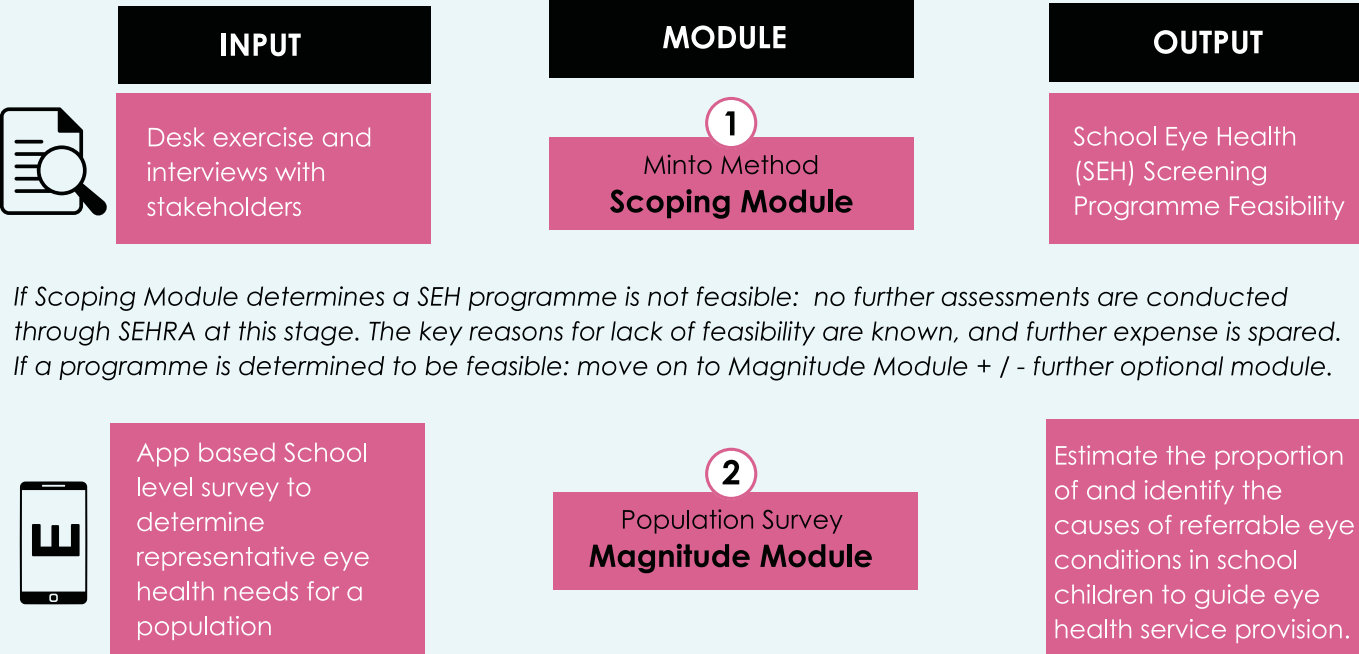 INPUT
MODULE
OUTPUT
Desk exercise and
interviews with
stakeholders
1
Minto Method
Scoping Module
School Eye Health
(SEH) Screening
Programme Feasibility
If Scoping Module determines a SEH programme is not feasible:  no further assessments are conducted
through SEHRA at this stage. The key reasons for lack of feasibility are known, and further expense is spared.
If a programme is determined to be feasible: move on to Magnitude Module + / - further optional module.
E
App based School
level survey to
determine
representative eye
health needs for a
population
2
Population Survey
Magnitude Module
Estimate the proportion
of and identify the
causes of referrable eye
conditions in school
children to guide eye
health service provision.